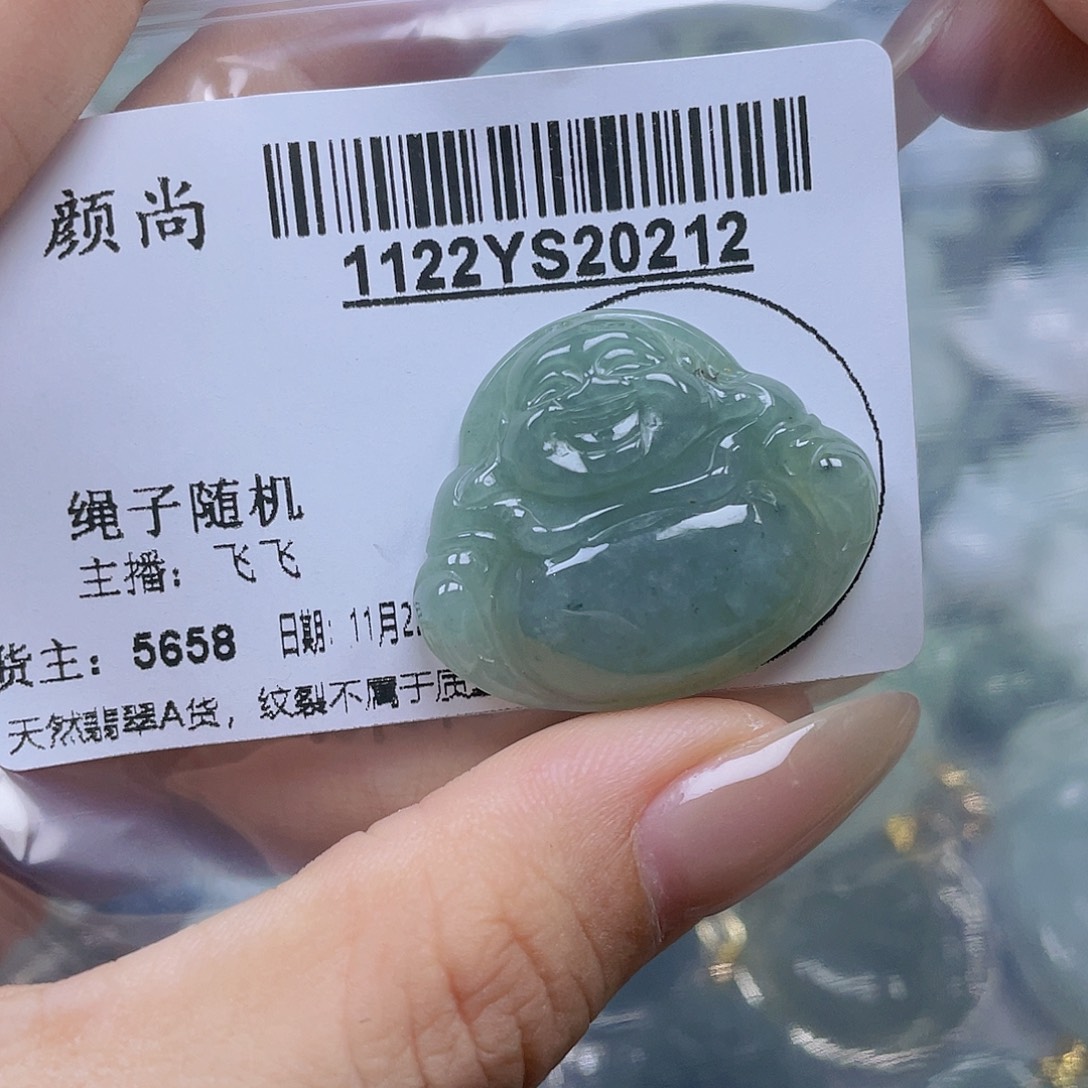 颜尚
1122YS20212
绳子随机
主播：飞飞
货主：5658 日期：11月2
天然翡翠A货，纹裂不属于质